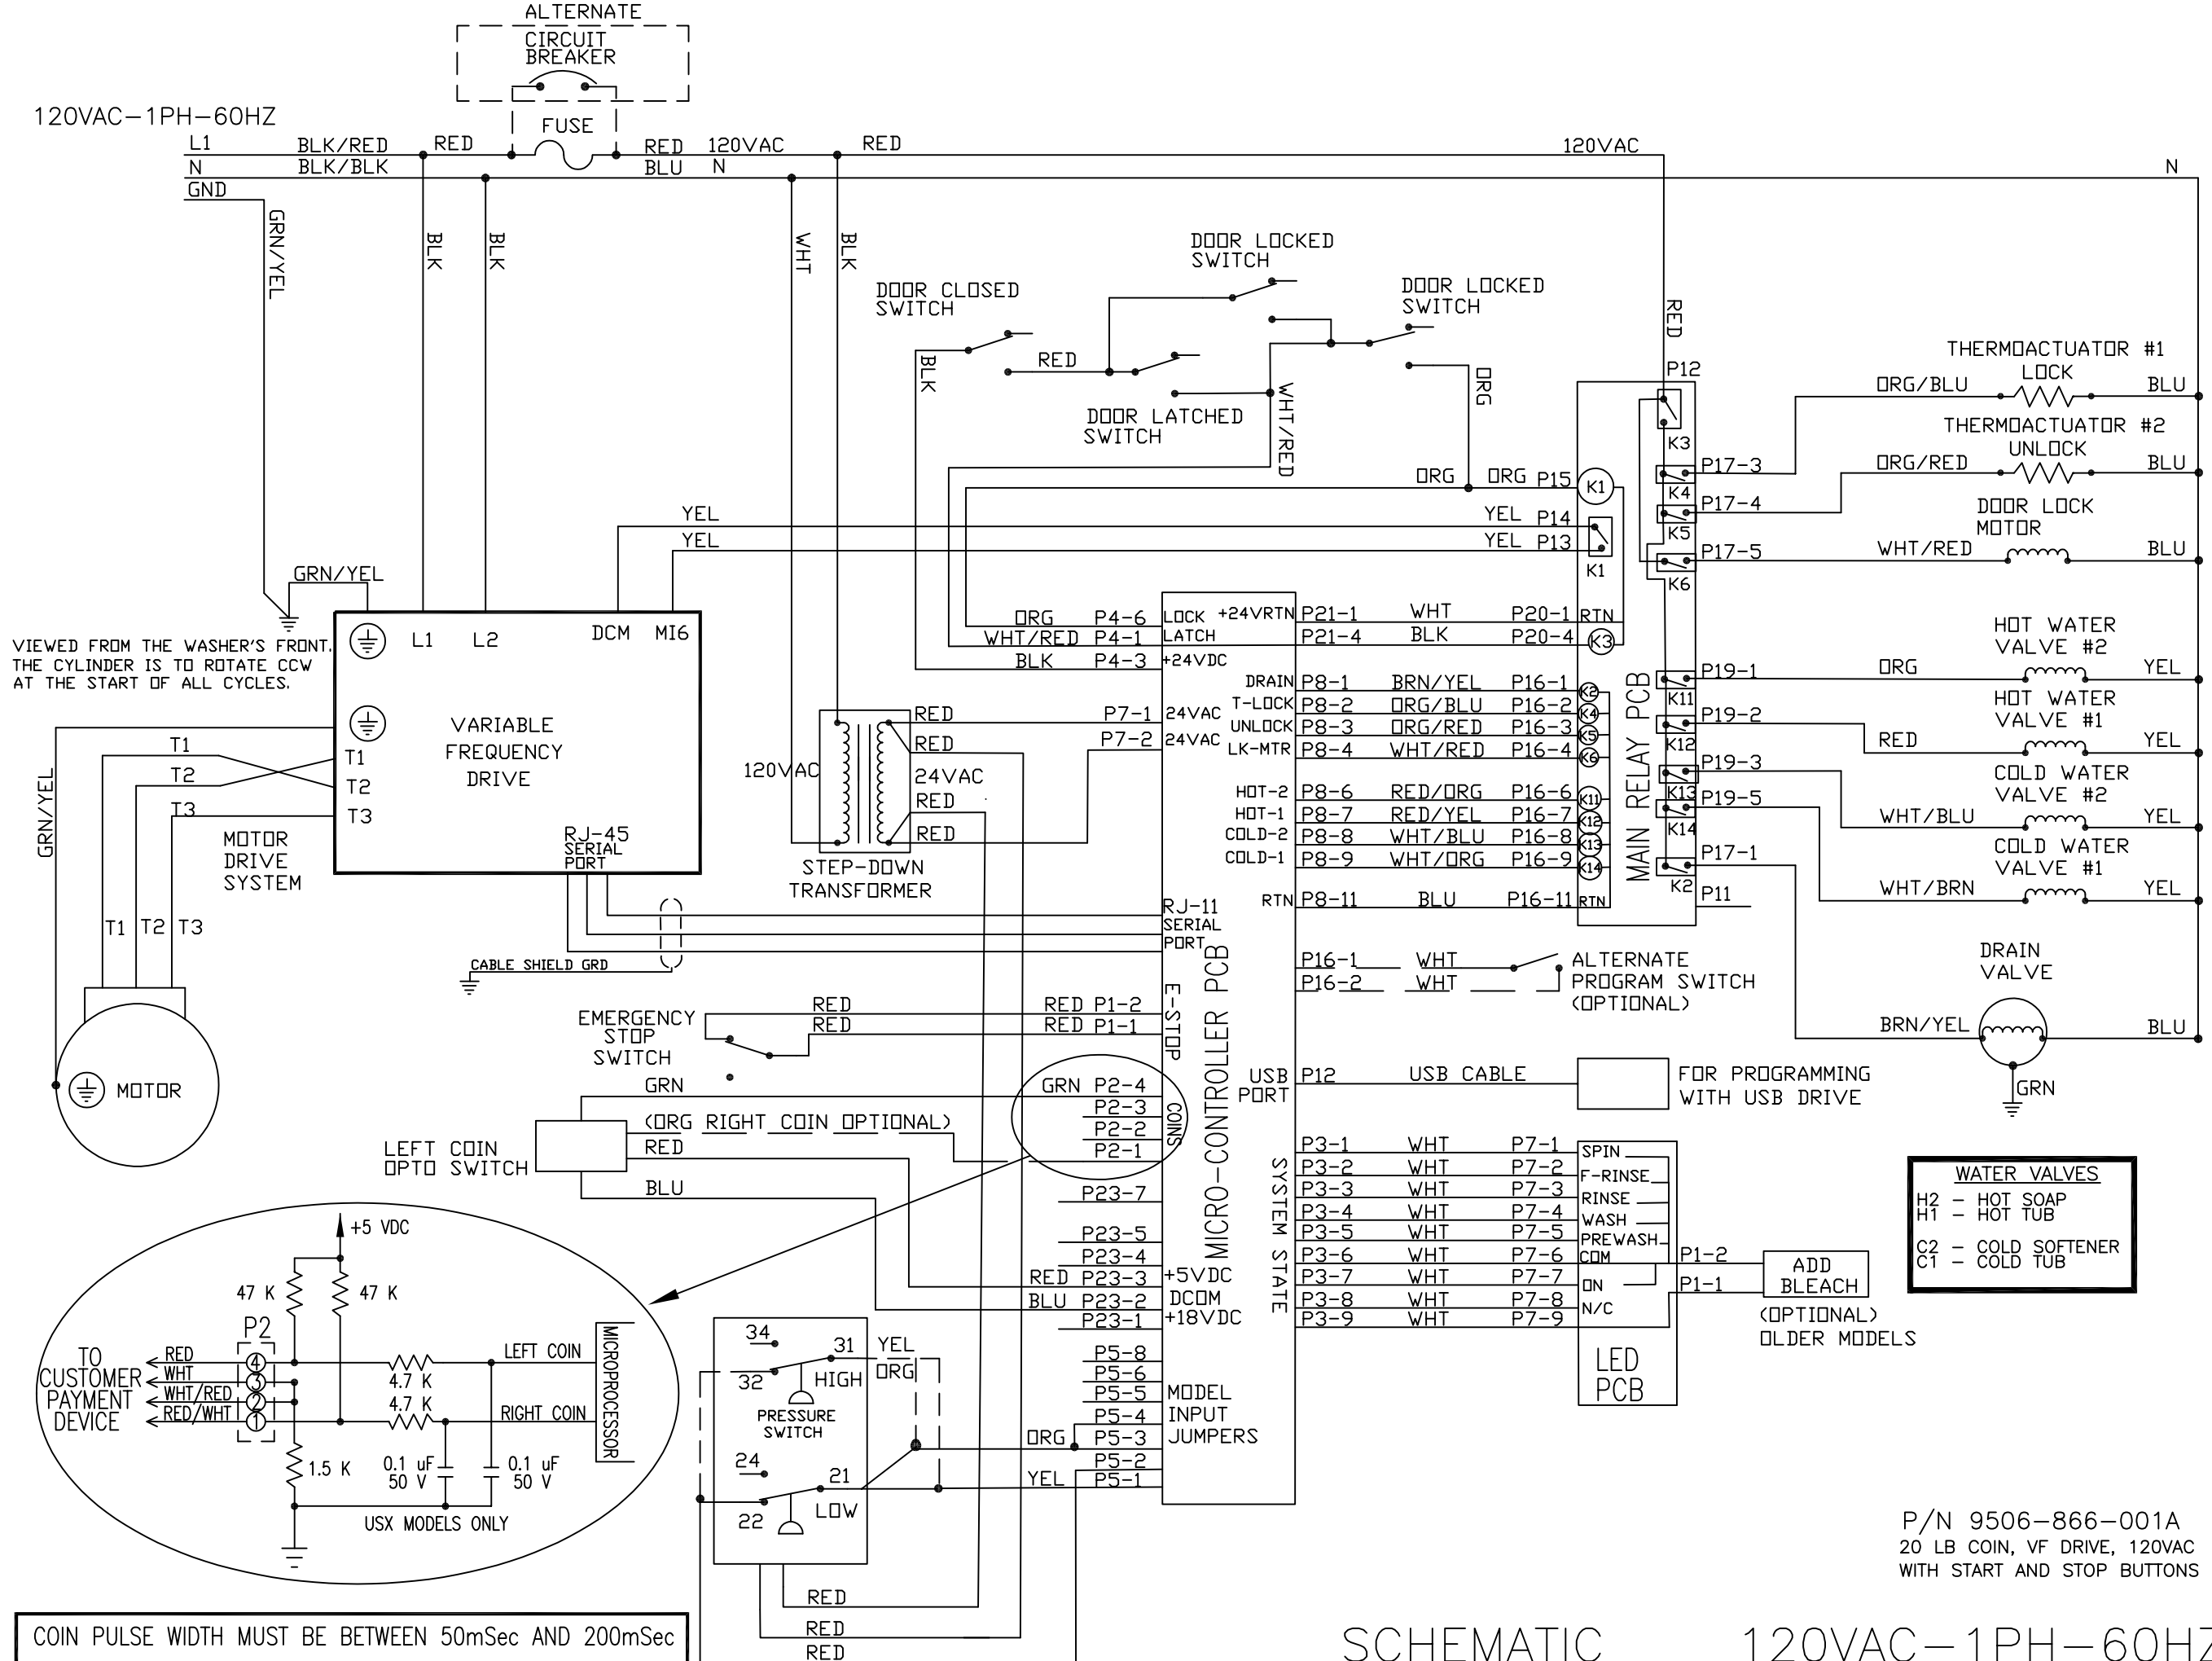 ALTERNATE
CIRCUIT
BREAKER
120VAC-1PH-60HZ
FUSE
L1
BLK/RED
RED
RED
120VAC
RED
120VAC
N
BLK/BLK
BLU
N
N
GND
GRN/YEL
BLK
BLK
WHT
BLK
DOOR LOCKED
SWITCH
DOOR CLOSED
SWITCH
DOOR LOCKED
SWITCH
RED
BLK
RED
ORG
WHT/RED
DOOR LATCHED
SWITCH
P12
K3
THERMOACTUATOR #1
LOCK
ORG/BLU
BLU
THERMOACTUATOR #2
UNLOCK
P17-3
ORG/RED
BLU
K4
P17-4
K5
DOOR LOCK
MOTOR
P17-5
WHT/RED
BLU
K6
ORG
ORG
P15
K1
YEL
YEL
P14
YEL
YEL
P13
K1
GRN/YEL
L1
L2
DCM
MI6
VIEWED FROM THE WASHER'S FRONT.
THE CYLINDER IS TO ROTATE CCW
AT THE START OF ALL CYCLES.
VARIABLE
FREQUENCY
DRIVE
T1
T2
T3
T1
T2
T3
GRN/YEL
MOTOR
DRIVE
SYSTEM
RJ-45
SERIAL
PORT
T1
T2
T3
MOTOR
CABLE SHIELD GRD
120VAC
24VAC
RED
RED
RED
RED
STEP-DOWN
TRANSFORMER
ORG
P4-6
LOCK
+24VRTN
P21-1
WHT
P20-1
RTN
WHT/RED
P4-1
LATCH
P21-4
BLK
P20-4
K3
BLK
P4-3
+24VDC
P7-1
24VAC
P7-2
24VAC
DRAIN
P8-1
BRN/YEL
P16-1
K2
T-LOCK
P8-2
ORG/BLU
P16-2
K4
UNLOCK
P8-3
ORG/RED
P16-3
K5
LK-MTR
P8-4
WHT/RED
P16-4
K6
HOT-2
P8-6
RED/ORG
P16-6
K11
HOT-1
P8-7
RED/YEL
P16-7
K12
COLD-2
P8-8
WHT/BLU
P16-8
K13
COLD-1
P8-9
WHT/ORG
P16-9
K14
RTN
P8-11
BLU
P16-11
RTN
MAIN RELAY PCB
HOT WATER
VALVE #2
P19-1
ORG
YEL
K11
HOT WATER
VALVE #1
P19-2
RED
YEL
K12
P19-3
COLD WATER
VALVE #2
K13
P19-5
WHT/BLU
YEL
K14
COLD WATER
VALVE #1
P17-1
WHT/BRN
YEL
K2
P11
DRAIN
VALVE
BRN/YEL
BLU
GRN
RJ-11
SERIAL
PORT
MICRO-CONTROLLER PCB
P16-1
WHT
P16-2
WHT
ALTERNATE
PROGRAM SWITCH
(OPTIONAL)
EMERGENCY
STOP
SWITCH
RED
RED P1-2
RED
RED P1-1
E-STOP
USB
PORT
P12
USB CABLE
FOR PROGRAMMING
WITH USB DRIVE
GRN
GRN P2-4
P2-3
P2-2
P2-1
COINS
(ORG RIGHT COIN OPTIONAL)
RED
LEFT COIN
OPTO SWITCH
BLU
P23-7
P23-5
P23-4
RED P23-3
+5VDC
BLU P23-2
DCOM
P23-1
+18VDC
SYSTEM STATE
P3-1
WHT
P7-1
SPIN
P3-2
WHT
P7-2
F-RINSE
P3-3
WHT
P7-3
RINSE
P3-4
WHT
P7-4
WASH
P3-5
WHT
P7-5
PREWASH
P3-6
WHT
P7-6
COM
P3-7
WHT
P7-7
ON
P3-8
WHT
P7-8
N/C
P3-9
WHT
P7-9
LED
PCB
P1-2
P1-1
ADD
BLEACH
(OPTIONAL)
OLDER MODELS
WATER VALVES
H2 - HOT SOAP
H1 - HOT TUB
C2 - COLD SOFTENER
C1 - COLD TUB
+5 VDC
47 K
47 K
P2
TO
CUSTOMER
PAYMENT
DEVICE
RED
WHT
WHT/RED
RED/WHT
4
3
2
1
4.7 K
4.7 K
LEFT COIN
RIGHT COIN
MICROPROCESSOR
1.5 K
0.1 uF
50 V
0.1 uF
50 V
USX MODELS ONLY
34
31
32
HIGH
YEL
ORG
PRESSURE
SWITCH
24
21
22
LOW
P5-8
P5-6
P5-5
P5-4
ORG
P5-3
P5-2
YEL
P5-1
MODEL
INPUT
JUMPERS
RED
RED
RED
COIN PULSE WIDTH MUST BE BETWEEN 50mSec AND 200mSec
P/N 9506-866-001A
20 LB COIN, VF DRIVE, 120VAC
WITH START AND STOP BUTTONS
SCHEMATIC
120VAC-1PH-60HZ